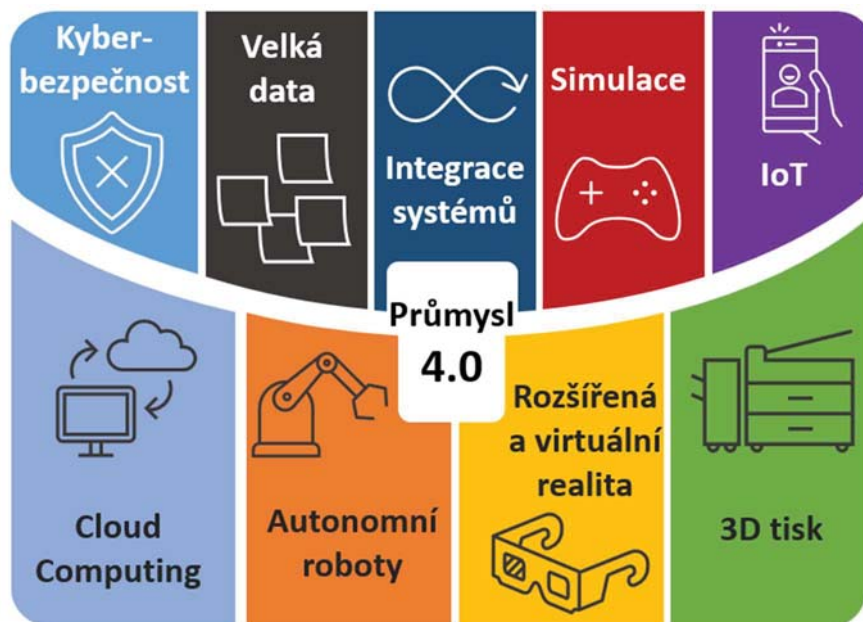 Kyber-
bezpečnost
Velká
data
Integrace
systémů
Simulace
IoT
Průmysl
4.0
Cloud
Computing
Autonomní
roboty
Rozšířená
a virtuální
realita
3D tisk